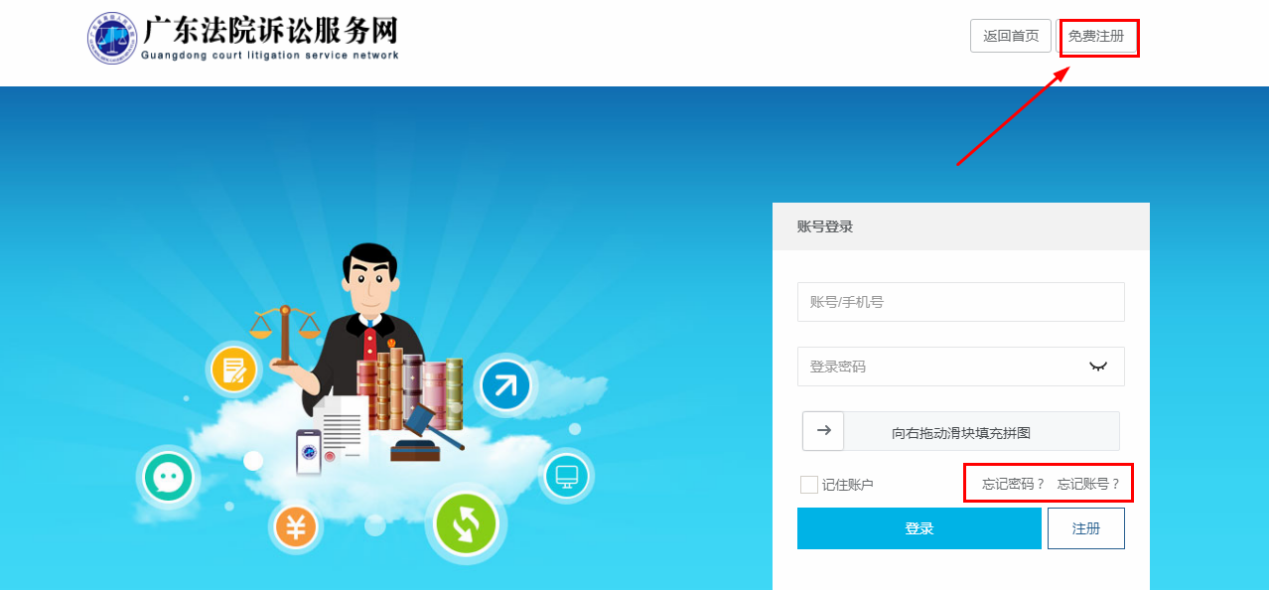 广东法院诉讼服务网
Guangdong court litigation service network
返回首页
免费注册
账号登录
账号/手机号
登录密码
向右拖动滑块填充拼图
记住账户
忘记密码？ 忘记账号？
登录
注册